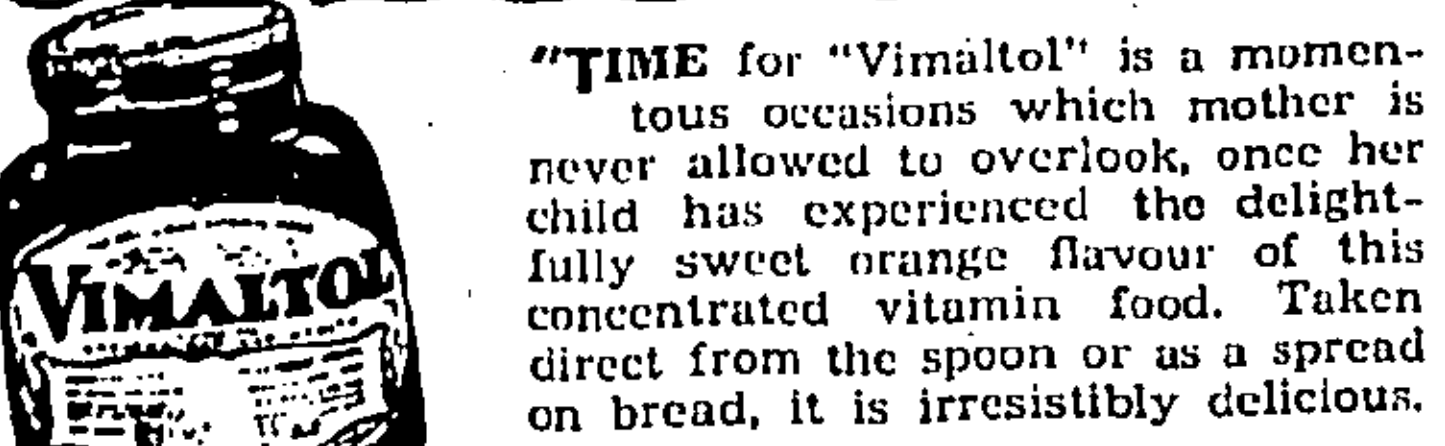 VIMALTOL
"TIME for "Vimaltol" is a momen-
tous occasions which mother is
never allowed to overlook, once her
child has experienced the delight-
fully sweet orange flavour of this
concentrated vitamin food. Taken
direct from the spoon or as a spread
on bread, it is irresistibly delicious.